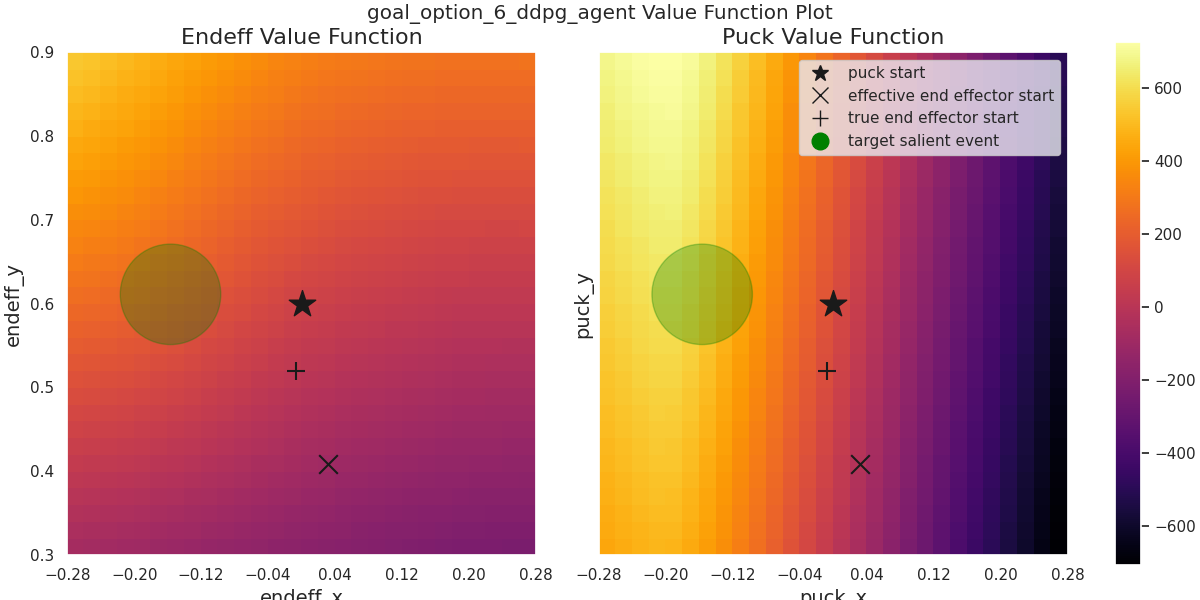 goal_option_6_ddpg_agent Value Function Plot
Endeff Value Function
0.9
0.8
0.7
0.6
0.5
0.4
0.3
endeff_y
−0.28 −0.20 −0.12 −0.04 0.04 0.12 0.20 0.28
endeff_x
Puck Value Function
puck start
effective end effector start
true end effector start
target salient event
puck_y
−0.28 −0.20 −0.12 −0.04 0.04 0.12 0.20 0.28
puck_x
600
400
200
0
−200
−400
−600